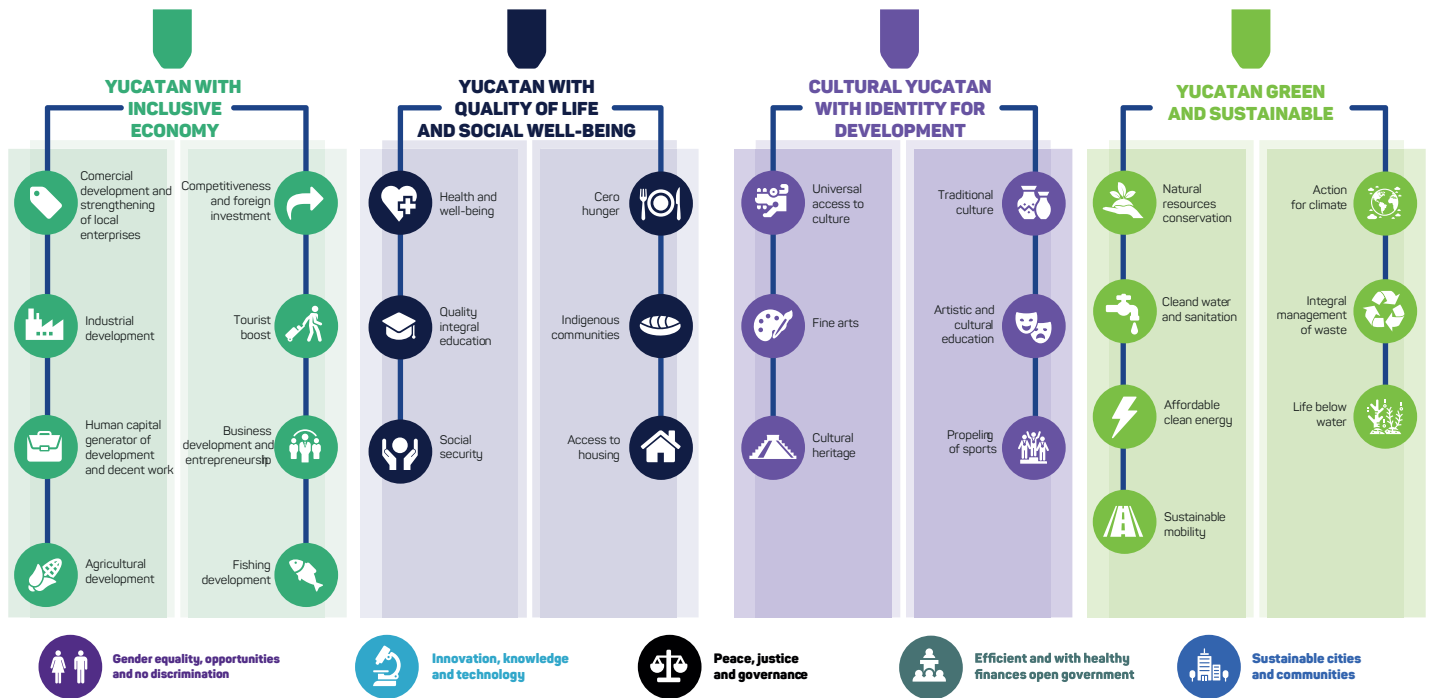 YUCATAN WITH
INCLUSIVE
ECONOMY
Comercial
development and
strengthening
of local
enterprises
Industrial
development
Human capital
generator of
development
and decent work
Agricultural
development
Competitiveness
and foreign
investment
Tourist
boost
Business
development and
entrepreneurship
Fishing
development
YUCATAN WITH
QUALITY OF LIFE
AND SOCIAL WELL-BEING
Health and
well-being
Quality
integral
education
Social
security
Cero
hunger
Indigenous
communities
Access to
housing
CULTURAL YUCATAN
WITH IDENTITY FOR
DEVELOPMENT
Universal
access to
culture
Fine arts
Cultural
heritage
Traditional
culture
Artistic and
cultural
education
Propeling
of sports
YUCATAN GREEN
AND SUSTAINABLE
Natural
resources
conservation
Cleand water
and sanitation
Affordable
clean energy
Sustainable
mobility
Action
for climate
Integral
management
of waste
Life below
water
Gender equality, opportunities
and no discrimination
Innovation, knowledge
and technology
Peace, justice
and governance
Efficient and with healthy
finances open government
Sustainable cities
and communities